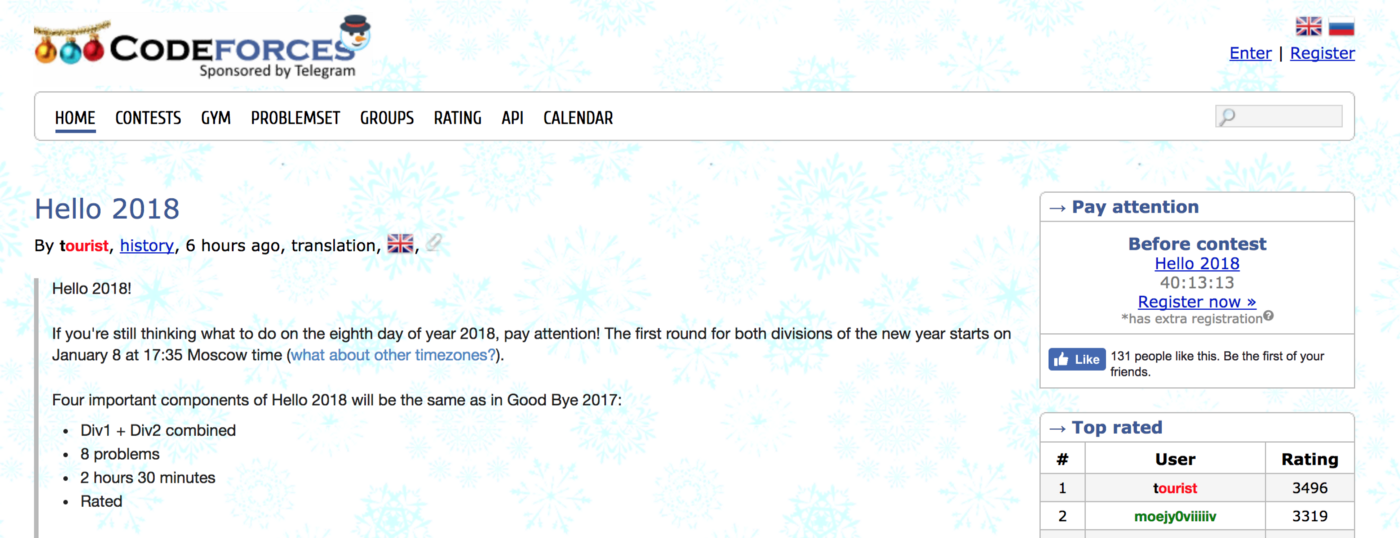 CODEFORCES
Sponsored by Telegram
Enter | Register
HOME CONTESTS GYM PROBLEMSET GROUPS RATING API CALENDAR
Hello 2018
By tourist, history, 6 hours ago, translation,
Hello 2018!
If you're still thinking what to do on the eighth day of year 2018, pay attention! The first round for both divisions of the new year starts on
January 8 at 17:35 Moscow time (what about other timezones?).
Four important components of Hello 2018 will be the same as in Good Bye 2017:
• Div1 + Div2 combined
• 8 problems
• 2 hours 30 minutes
• Rated
→ Pay attention
Before contest
Hello 2018
40:13:13
Register now »
*has extra registration?
Like 131 people like this. Be the first of your
friends.
→ Top rated
# User Rating
1 tourist 3496
2 moejy0viiiiiv 3319